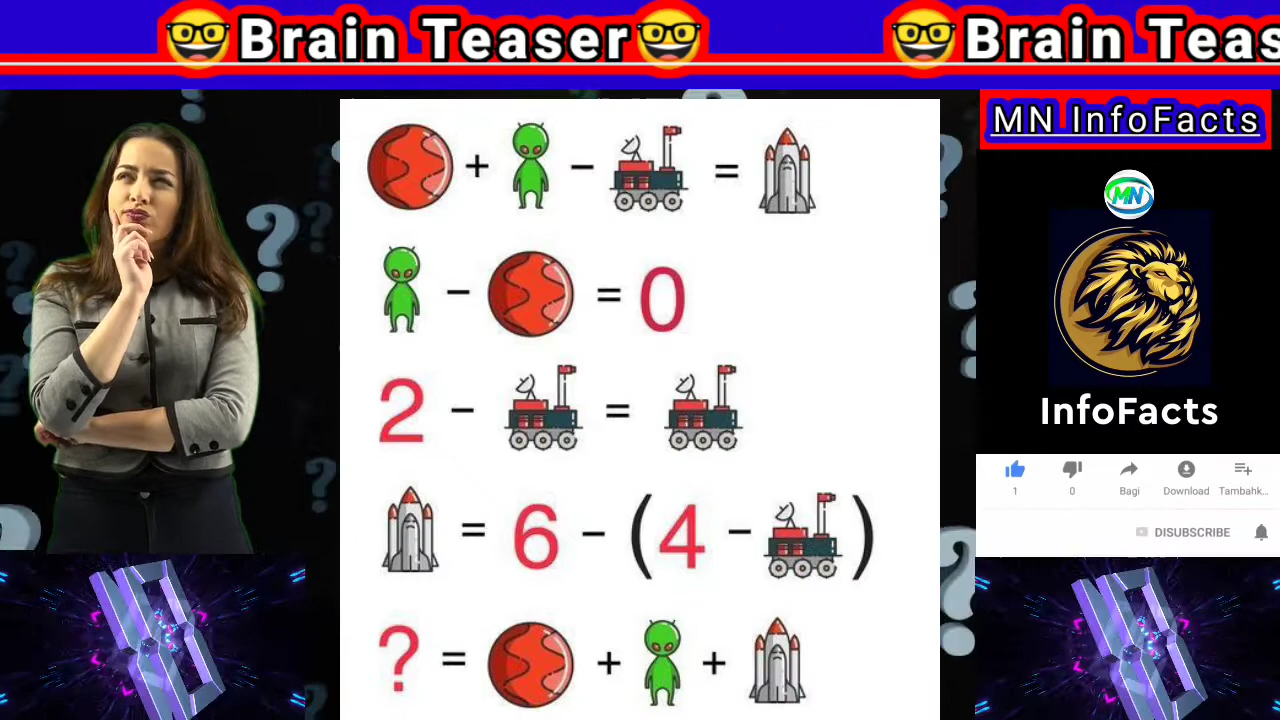 🤓Brain Teaser🤓
🤓Brain Teas
MN InfoFacts
MN
InfoFacts
+ - =
- = 0
2 - =
= 6 - (4 - )
? = + +
1 0 Bagi Download Tambahk...
DISUBSCRIBE